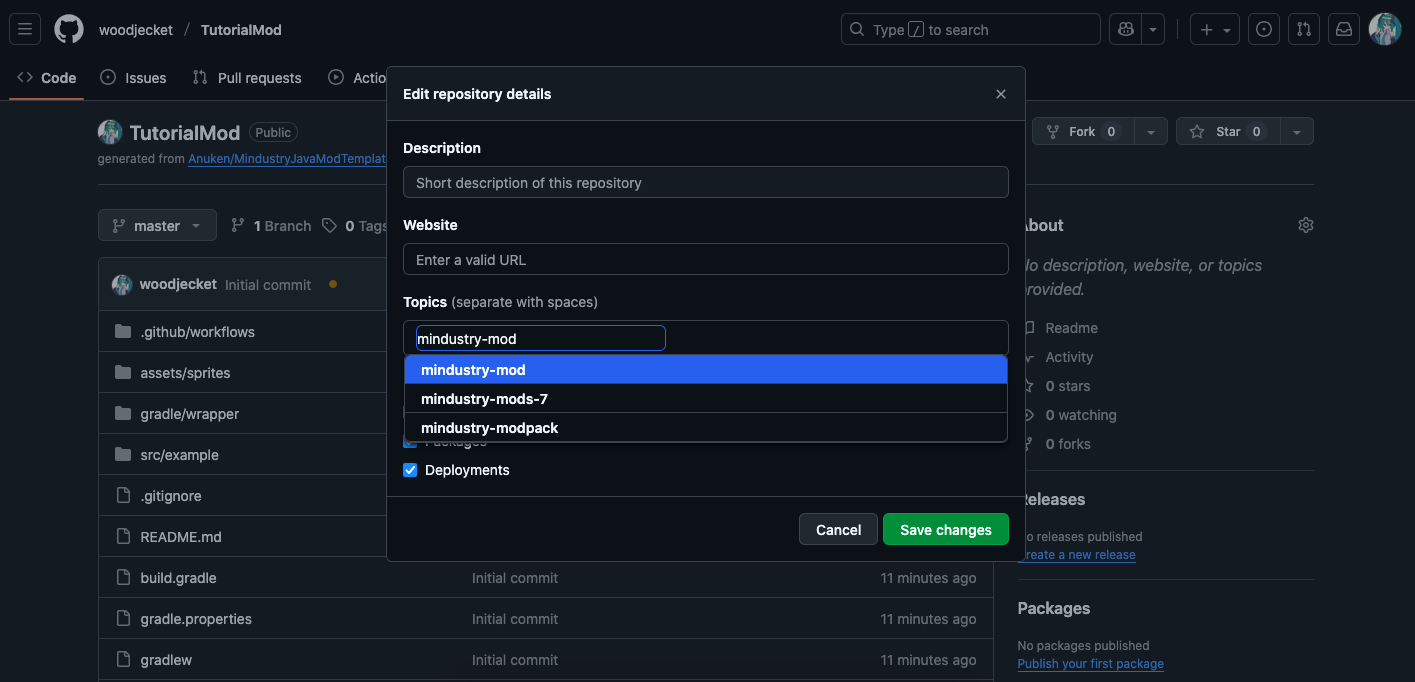 woodjecket / TutorialMod
Type / to search
Code Issues Pull requests Actio
Edit repository details
TutorialMod Public
generated from Anuken/MindustryJavaModTemplat
Fork 0
Star 0
Description
Short description of this repository
Website
Enter a valid URL
Topics (separate with spaces)
mindustry-mod
mindustry-mod
mindustry-mods-7
mindustry-modpack
Packages
Deployments
Cancel Save changes
master 1 Branch 0 Tags
woodjecket Initial commit
.github/workflows
assets/sprites
gradle/wrapper
src/example
.gitignore
README.md
build.gradle Initial commit 11 minutes ago
gradle.properties Initial commit 11 minutes ago
gradlew Initial commit 11 minutes ago
About
No description, website, or topics
provided.
Readme
Activity
0 stars
0 watching
0 forks
Releases
No releases published
Create a new release
Packages
No packages published
Publish your first package